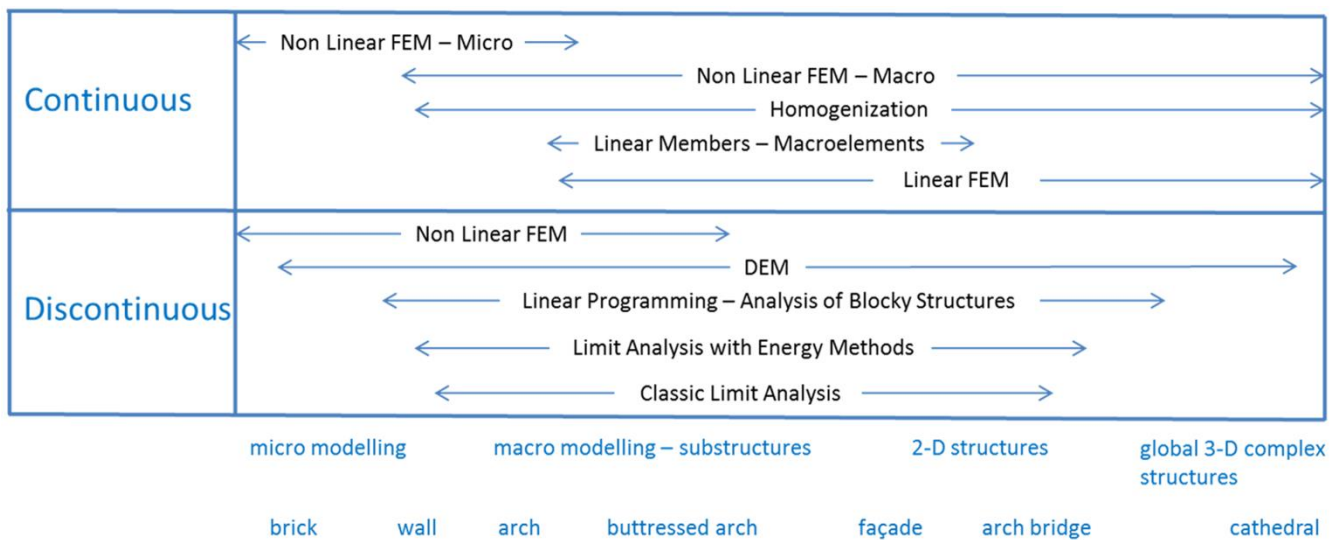 Continuous
Non Linear FEM – Micro
Non Linear FEM – Macro
Homogenization
Linear Members – Macroelements
Linear FEM
Discontinuous
Non Linear FEM
DEM
Linear Programming – Analysis of Blocky Structures
Limit Analysis with Energy Methods
Classic Limit Analysis
micro modelling
macro modelling – substructures
2-D structures
global 3-D complex
structures
brick
wall
arch
buttressed arch
façade
arch bridge
cathedral